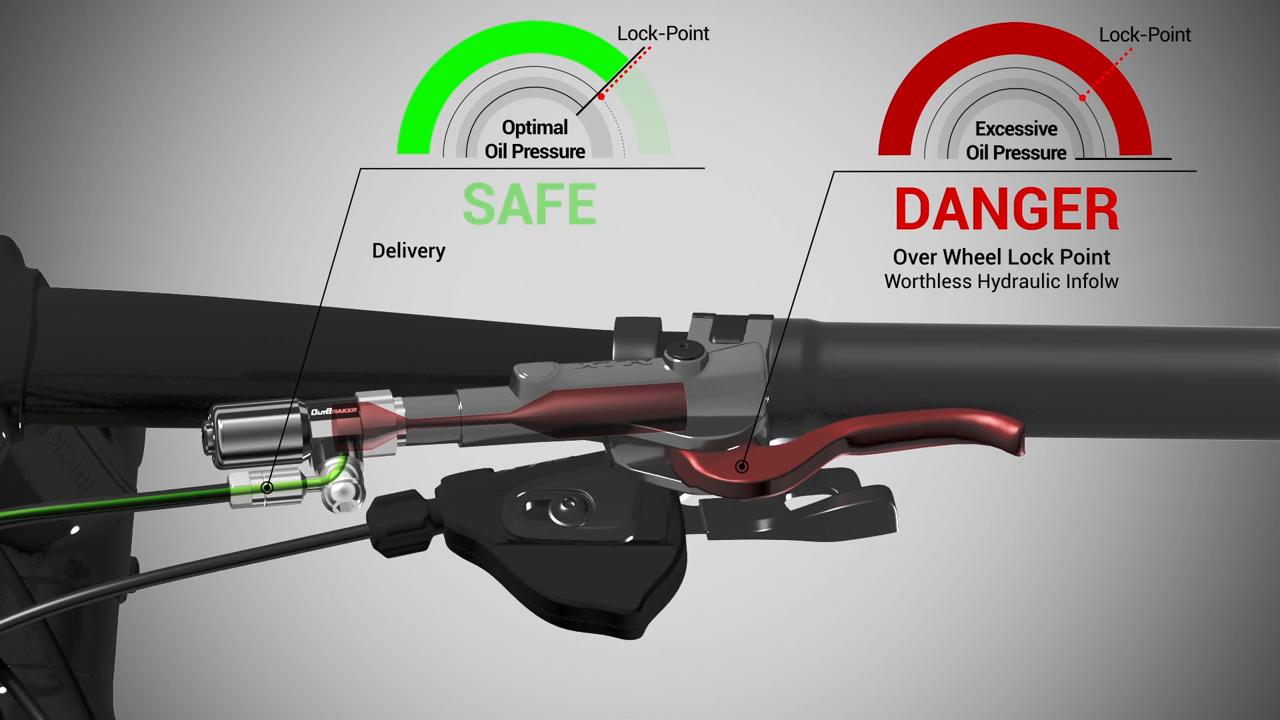 Lock-Point
Optimal
Oil Pressure
SAFE
Delivery
Lock-Point
Excessive
Oil Pressure
DANGER
Over Wheel Lock Point
Worthless Hydraulic Infolw
OUTBRAKER